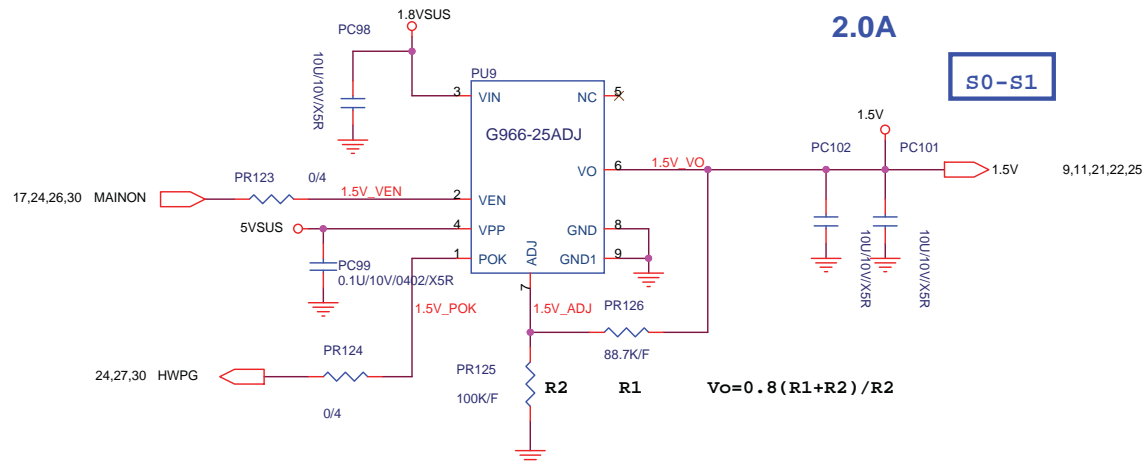 1.8VSUS
2.0A
PC98
10U/10V/X5R
S0-S1
PU9
3
VIN
NC
5
G966-25ADJ
1.5V
PC102
PC101
VO
6
1.5V_VO
1.5V
9,11,21,22,25
17,24,26,30 MAINON
PR123
0/4
1.5V_VEN
2
VEN
5VSUS
4
VPP
GND
8
1
POK
ADJ
GND1
9
PC99
0.1U/10V/0402/X5R
10U/10V/X5R
10U/10V/X5R
7
1.5V_POK
1.5V_ADJ
PR126
88.7K/F
PR124
24,27,30 HWPG
0/4
PR125
100K/F
R2
R1
Vo=0.8(R1+R2)/R2